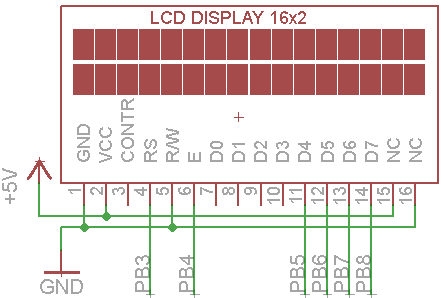 LCD DISPLAY 16x2
GND
VCC
CONTR
RS
R/W
E
D0
D1
D2
D3
D4
D5
D6
D7
NC
NC
1
2
3
4
5
6
7
8
9
10
11
12
13
14
15
16
+5V
GND
PB3
PB4
PB5
PB6
PB7
PB8